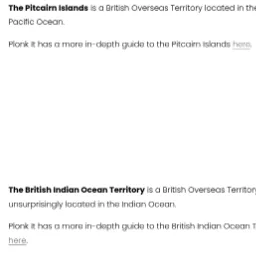 The Pitcairn Islands is a British Overseas Territory located in the
Pacific Ocean.
Plonk It has a more in-depth guide to the Pitcairn Islands here.
The British Indian Ocean Territory is a British Overseas Territory
unsurprisingly located in the Indian Ocean.
Plonk It has a more in-depth guide to the British Indian Ocean
here.